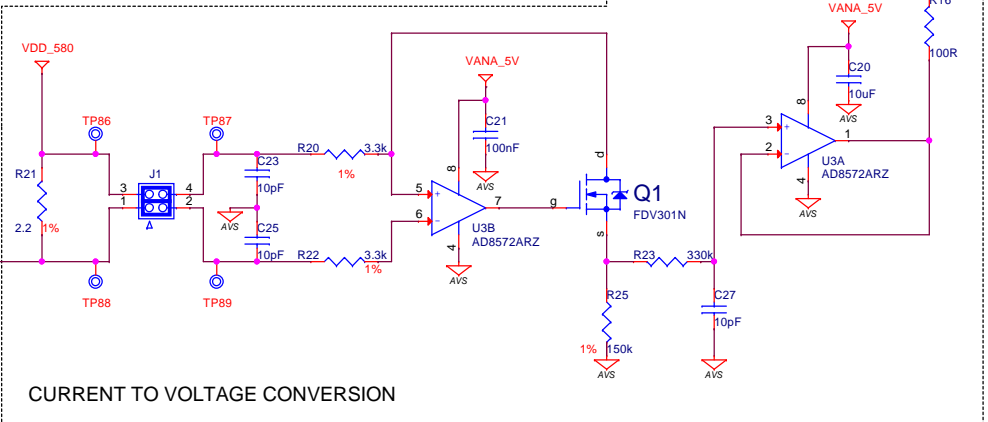 R16
VANA_5V
100R
C20
10uF
AVS
8
3
+
1
2
−
4
U3A
AD8572ARZ
AVS
VDD_580
VANA_5V
TP86
TP87
C21
100nF
AVS
8
d
R20
3.3k
1%
C23
10pF
J1
3
4
1
2
R21
2.2
1%
AVS
C25
10pF
5
+
6
−
7
4
U3B
AD8572ARZ
AVS
g
Q1
FDV301N
s
R22
3.3k
1%
TP88
TP89
R23
330k
R25
1%
150k
AVS
C27
10pF
AVS
CURRENT TO VOLTAGE CONVERSION